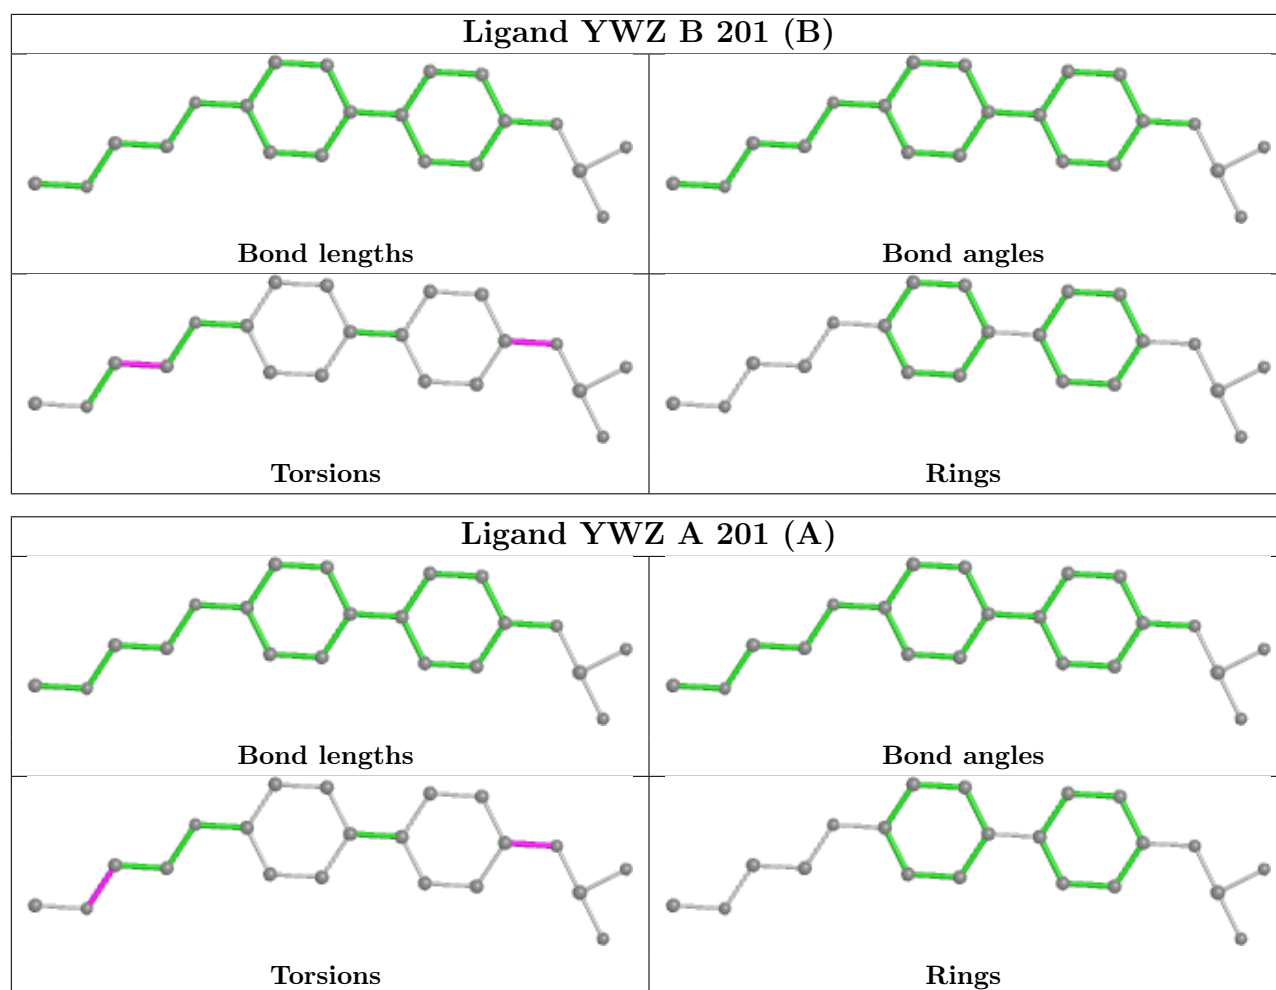 Ligand YWZ B 201 (B)
Bond lengths
Bond angles
Torsions
Rings
Ligand YWZ A 201 (A)
Bond lengths
Bond angles
Torsions
Rings